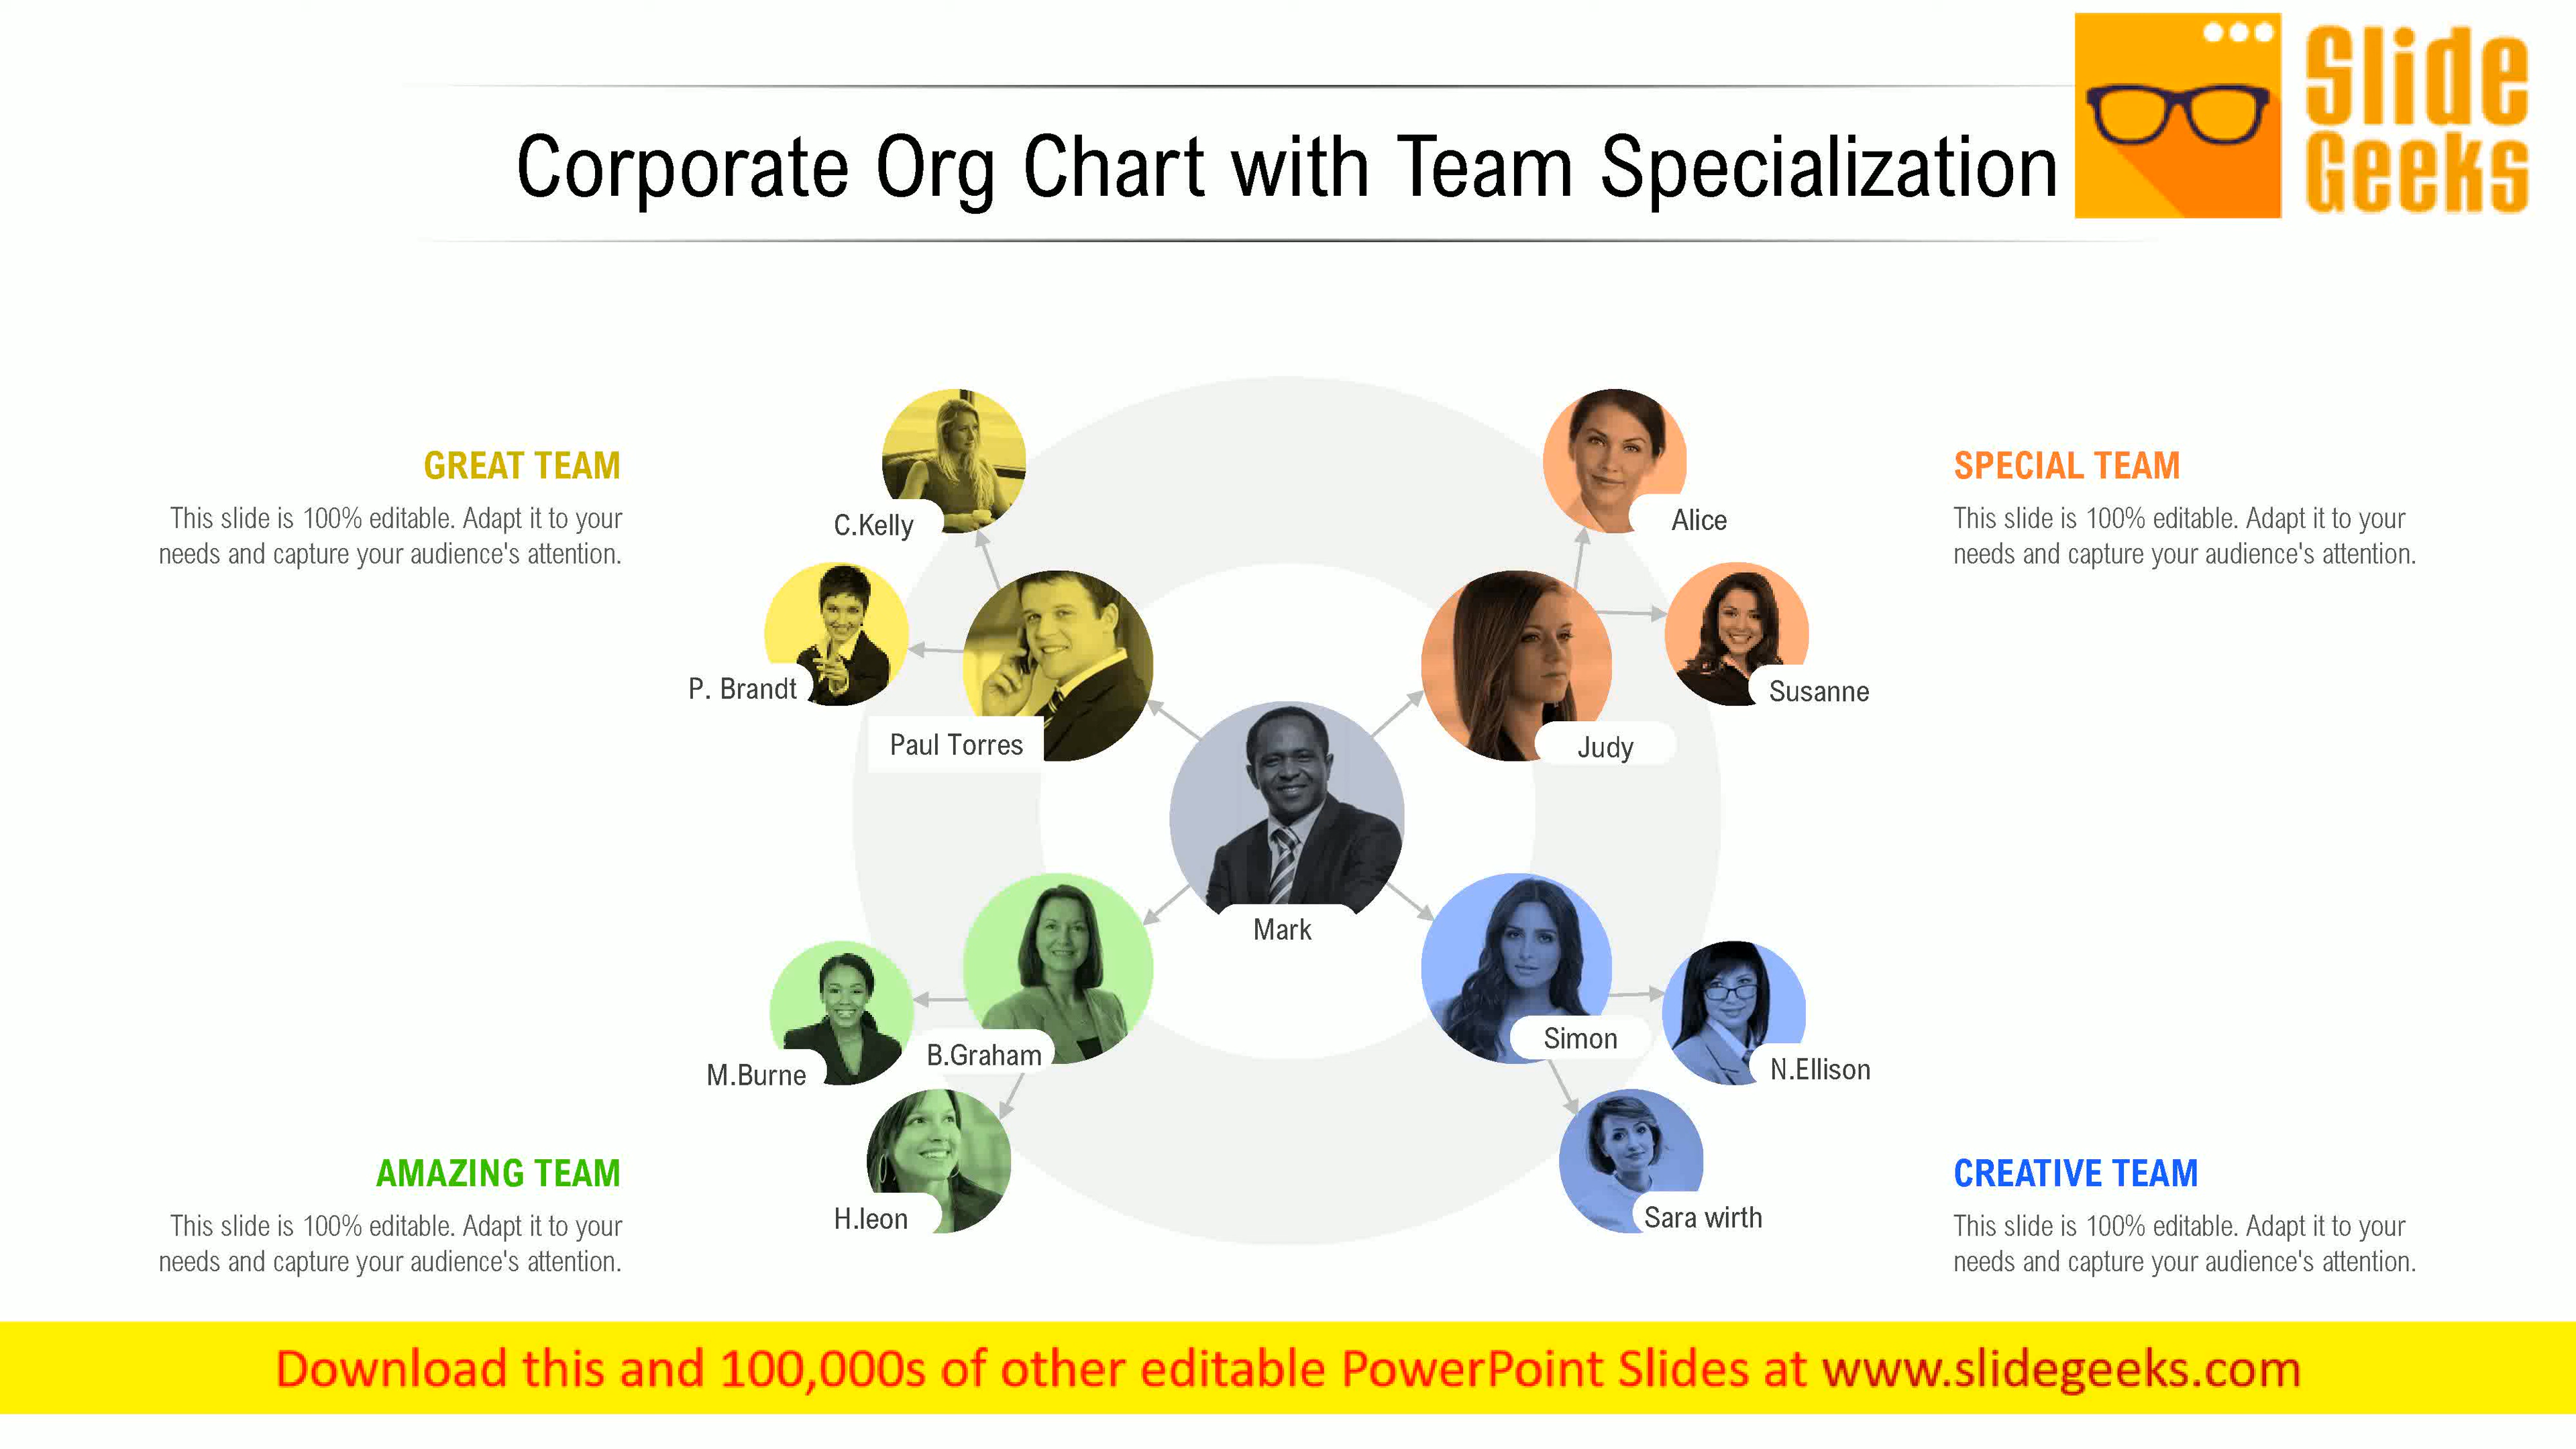 Slide
Geeks
Corporate Org Chart with Team Specialization
GREAT TEAM
This slide is 100% editable. Adapt it to your
needs and capture your audience's attention.
SPECIAL TEAM
This slide is 100% editable. Adapt it to your
needs and capture your audience's attention.
C.Kelly
Alice
P. Brandt
Susanne
Paul Torres
Judy
Mark
Simon
B.Graham
M.Burne
N.Ellison
H.leon
Sara wirth
AMAZING TEAM
This slide is 100% editable. Adapt it to your
needs and capture your audience's attention.
CREATIVE TEAM
This slide is 100% editable. Adapt it to your
needs and capture your audience's attention.
Download this and 100,000s of other editable PowerPoint Slides at www.slidegeeks.com